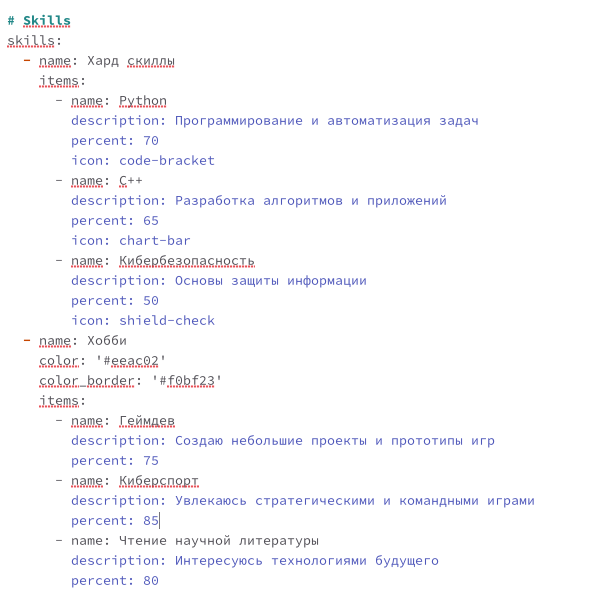 # Skills
skills:
- name: Хард скиллы
items:
- name: Python
description: Программирование и автоматизация задач
percent: 70
icon: code-bracket
- name: C++
description: Разработка алгоритмов и приложений
percent: 65
icon: chart-bar
- name: Кибербезопасность
description: Основы защиты информации
percent: 50
icon: shield-check
- name: Хобби
color: '#eeac02'
color_border: '#f0bf23'
items:
- name: Геймдев
description: Создаю небольшие проекты и прототипы игр
percent: 75
- name: Киберспорт
description: Увлекаюсь стратегическими и командными играми
percent: 85
- name: Чтение научной литературы
description: Интересуюсь технологиями будущего
percent: 80